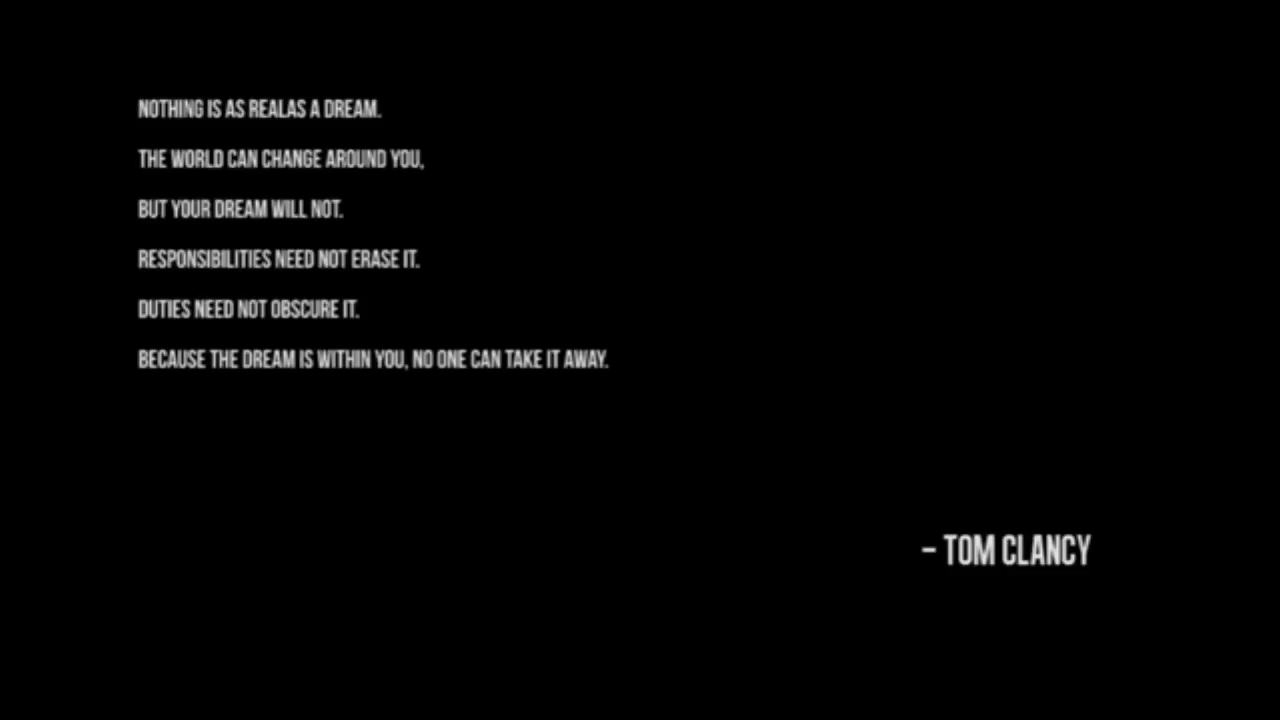 NOTHING IS AS REALAS A DREAM.
THE WORLD CAN CHANGE AROUND YOU,
BUT YOUR DREAM WILL NOT.
RESPONSIBILITIES NEED NOT ERASE IT.
DUTIES NEED NOT OBSCURE IT.
BECAUSE THE DREAM IS WITHIN YOU, NO ONE CAN TAKE IT AWAY.
– TOM CLANCY